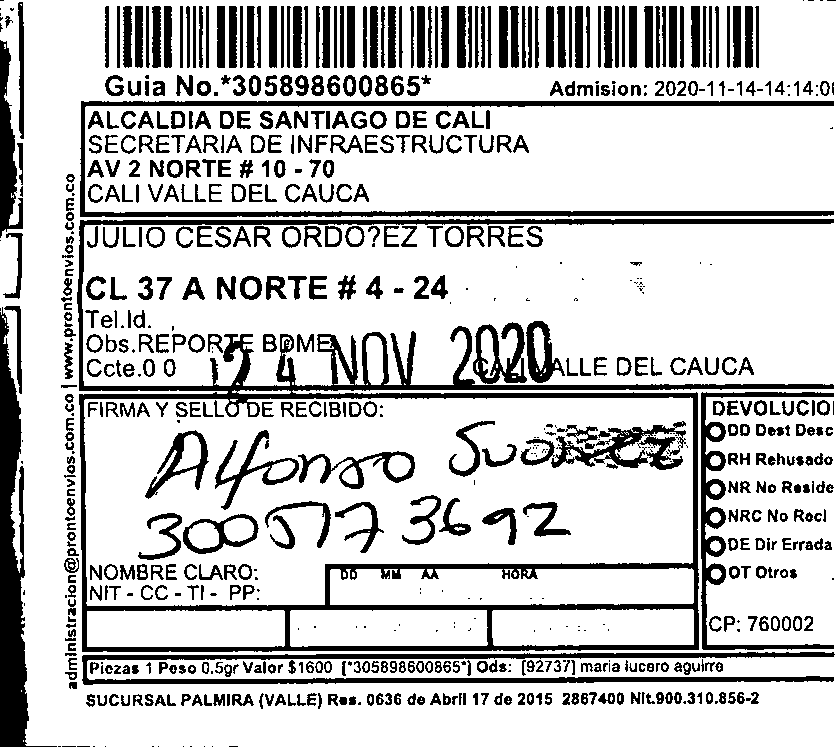 Guia No.*305898600865*
Admision: 2020-11-14-14:14:0
ALCALDIA DE SANTIAGO DE CALI
SECRETARIA DE INFRAESTRUCTURA
AV 2 NORTE # 10 - 70
CALI VALLE DEL CAUCA
JULIO CESAR ORDO?EZ TORRES
CL 37 A NORTE # 4 - 24
Tel.Id.
Obs.REPORTE BDME
Ccte.0 0
24 NOV 2020
CALI VALLE DEL CAUCA
www.prontoenvios.com.co
administracion@prontoenvios.com.co
FIRMA Y SELLO DE RECIBIDO:
Alfonso Suarez
3005173692
NOMBRE CLARO:
NIT - CC - TI - PP:
DD MM AA HORA
DEVOLUCIO
DD Dest Desc
RH Rehusado
NR No Reside
NRC No Recl
DE Dir Errada
OT Otros
CP: 760002
Piezas 1 Peso 0.5gr Valor $1600 [*305898600865*] Ods: [92737] maria lucero aguirre
SUCURSAL PALMIRA (VALLE) Res. 0636 de Abril 17 de 2015 2867400 Nit.900.310.856-2